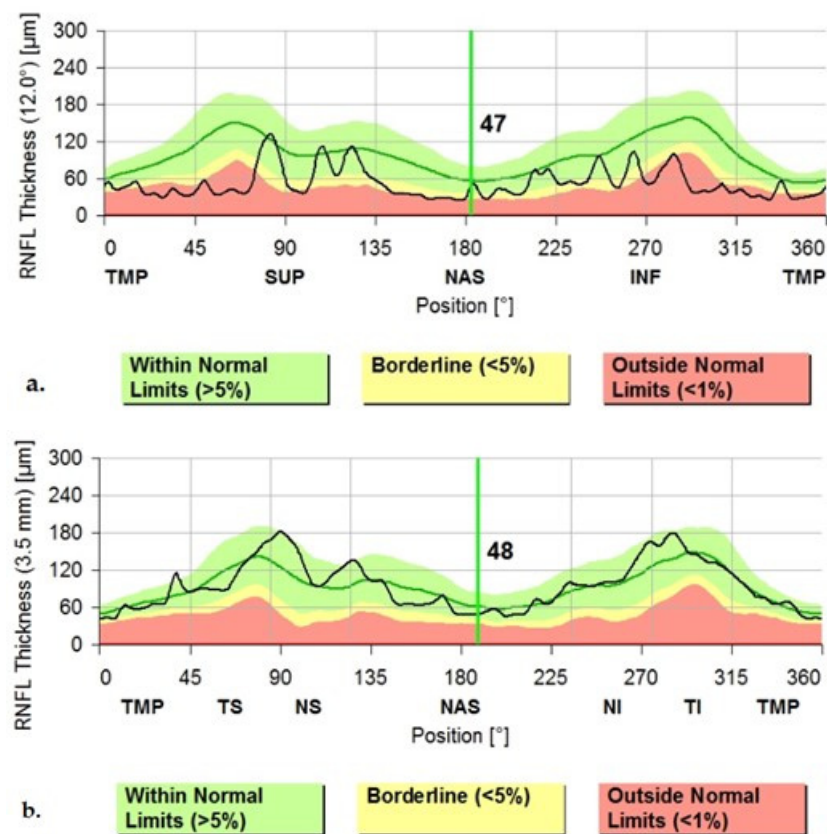 RNFL Thickness (12.0°) [µm]
300
240
180
120
60
0
47
0 45 90 135 180 225 270 315 360
TMP SUP NAS INF TMP
Position [°]
a.
Within Normal
Limits (>5%)
Borderline (<5%)
Outside Normal
Limits (<1%)
RNFL Thickness (3.5 mm) [µm]
300
240
180
120
60
0
48
0 45 90 135 180 225 270 315 360
TMP TS NS NAS NI TI TMP
Position [°]
b.
Within Normal
Limits (>5%)
Borderline (<5%)
Outside Normal
Limits (<1%)